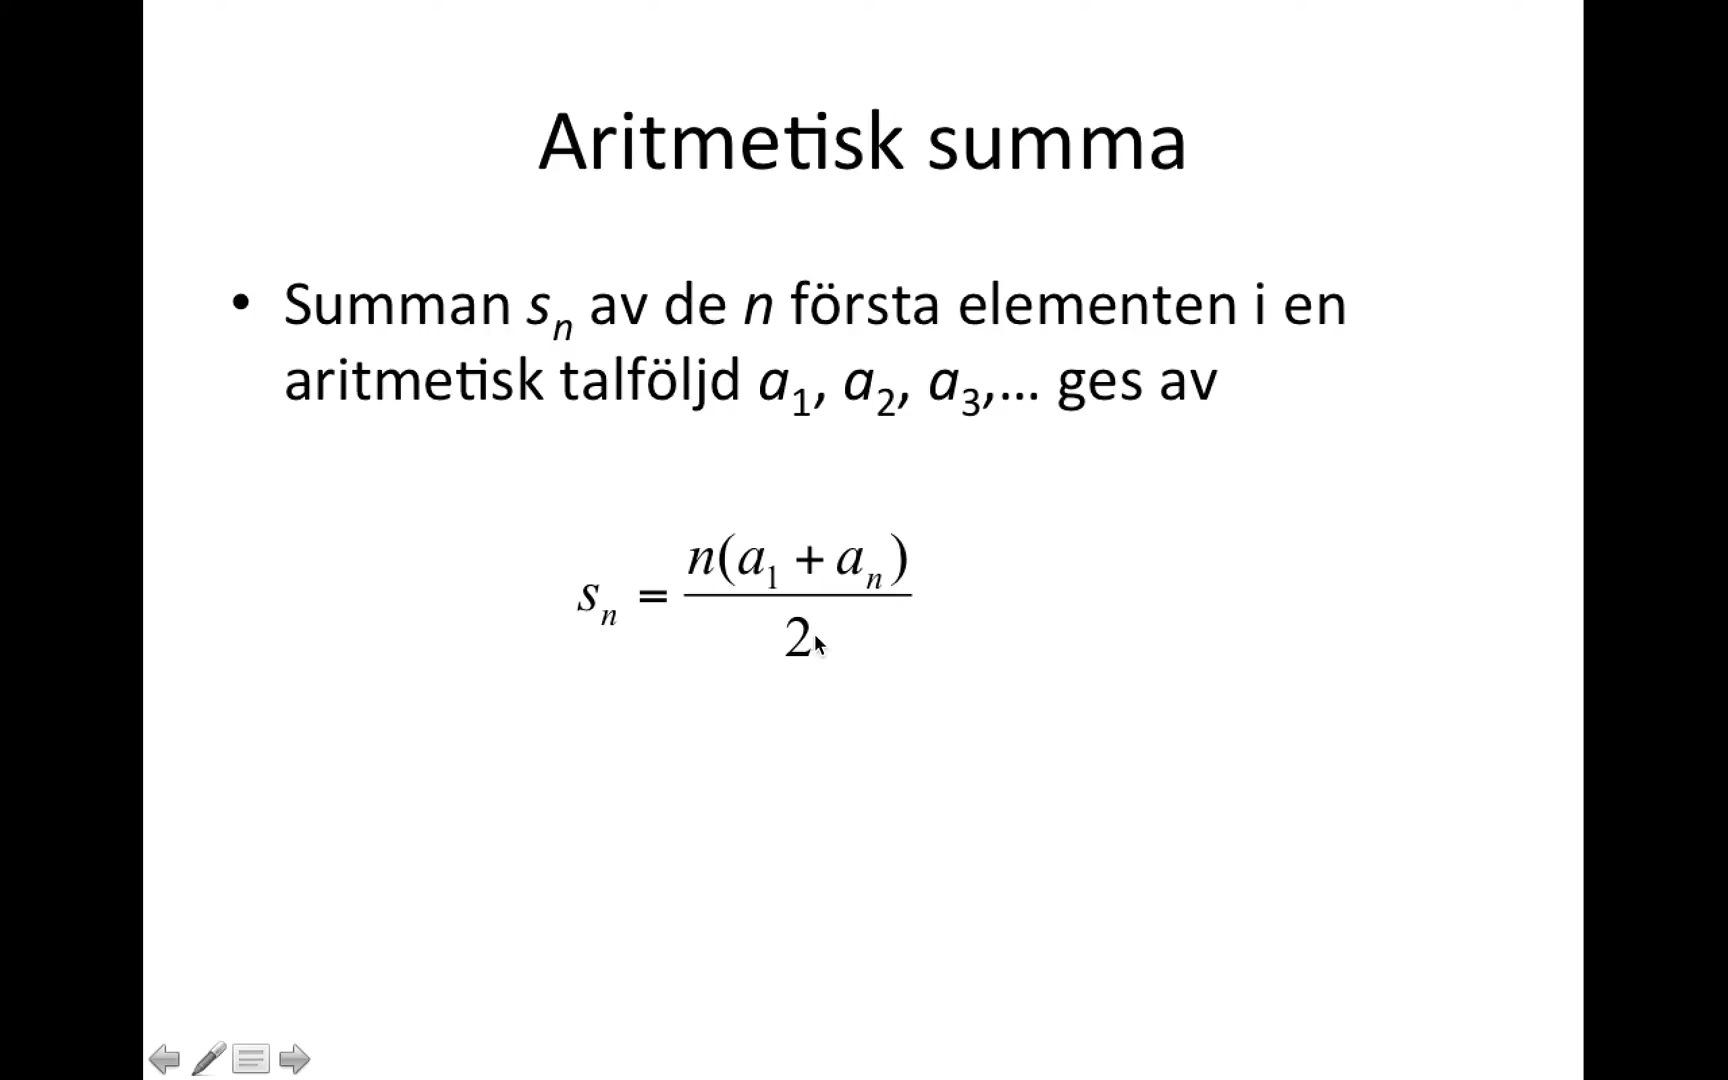 Aritmetisk summa
• Summan sₙ av de n första elementen i en
aritmetisk talföljd a₁, a₂, a₃,... ges av
sₙ = n(a₁ + aₙ) / 2